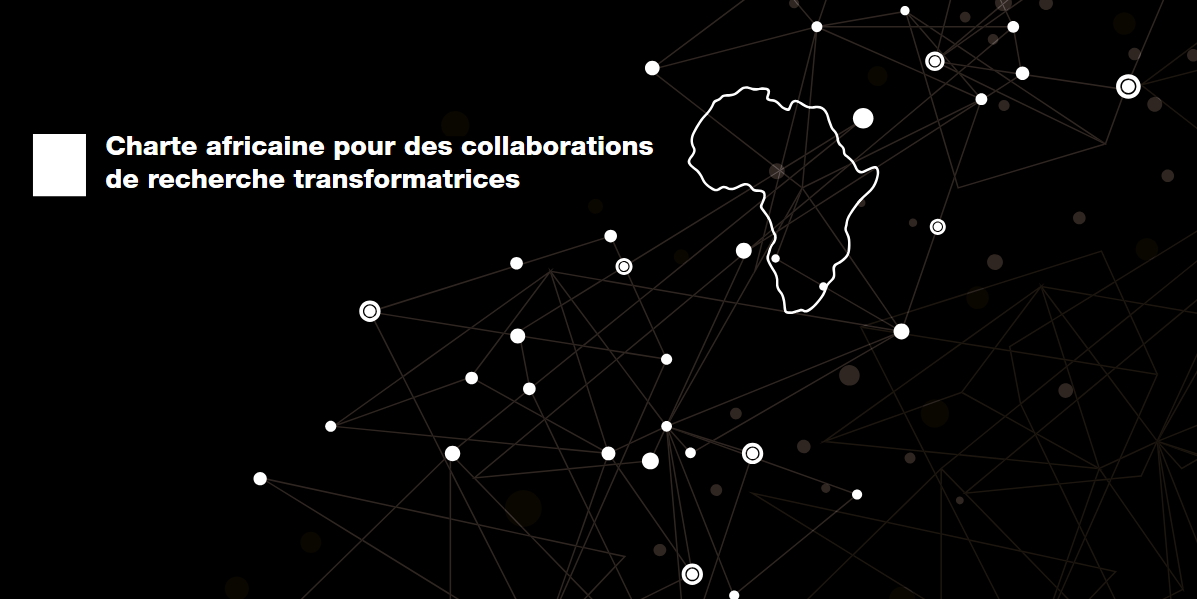 Charte africaine pour des collaborations
de recherche transformatrices